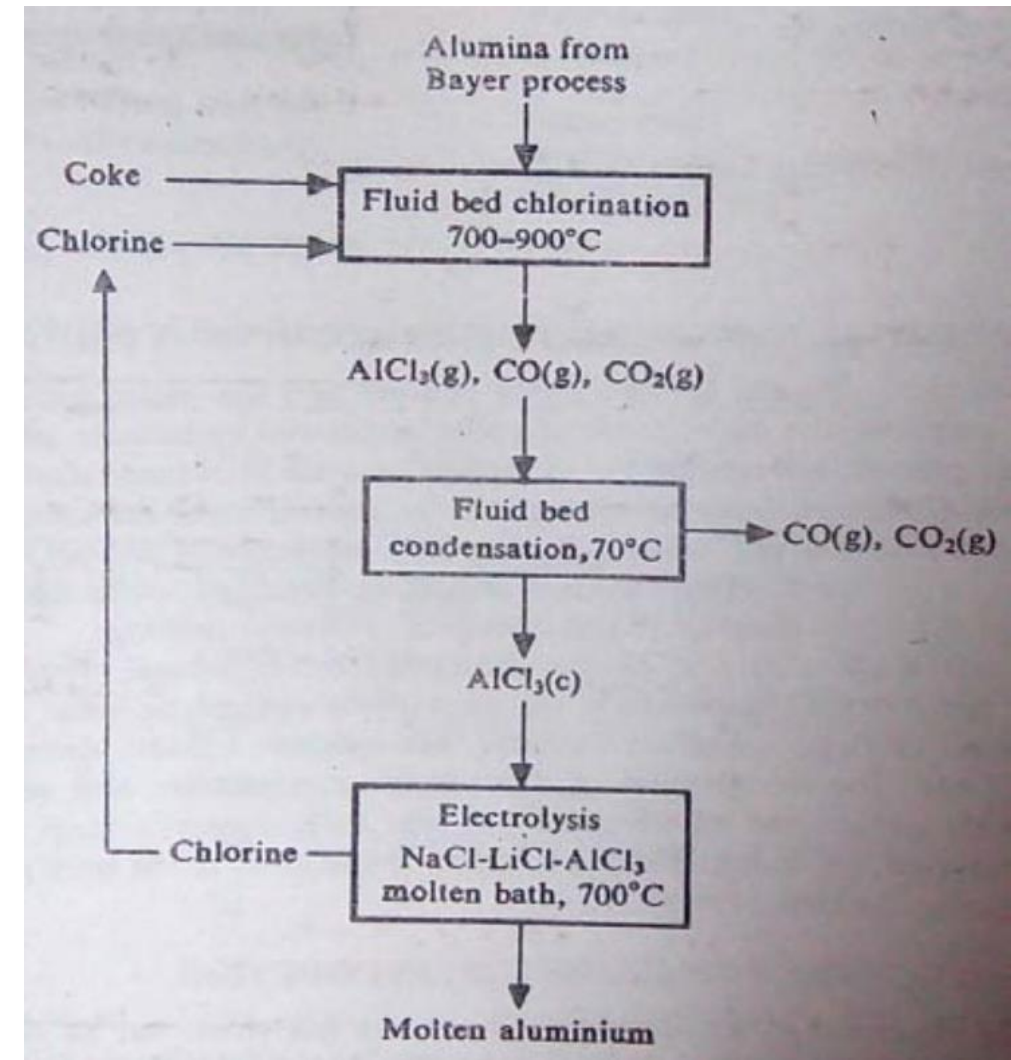 Alumina from
Bayer process
Coke
Fluid bed chlorination
700–900°C
Chlorine
AlCl₃(g), CO(g), CO₂(g)
Fluid bed
condensation, 70°C
CO(g), CO₂(g)
AlCl₃(c)
Electrolysis
NaCl-LiCl-AlCl₃
molten bath, 700°C
Chlorine
Molten aluminium